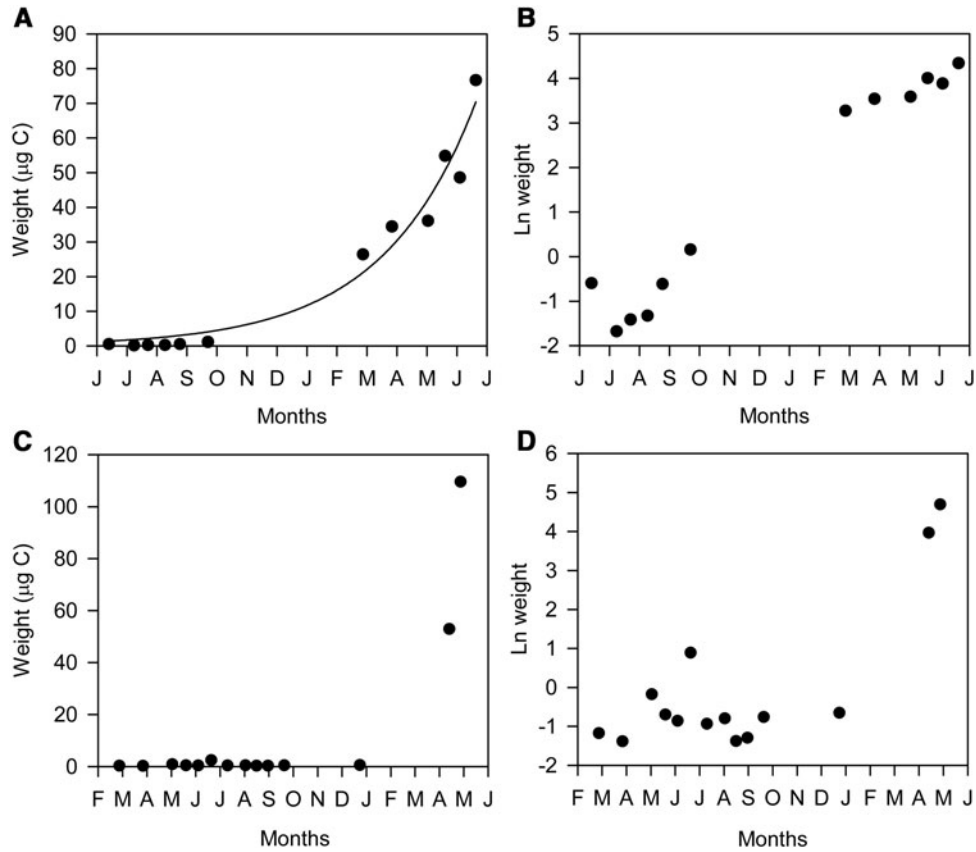 A
Weight (µg C)
90
80
70
60
50
40
30
20
10
0
J J A S O N D J F M A M J J
Months
B
Ln weight
5
4
3
2
1
0
-1
-2
J J A S O N D J F M A M J J
Months
C
Weight (µg C)
120
100
80
60
40
20
0
F M A M J J A S O N D J F M A M J
Months
D
Ln weight
6
5
4
3
2
1
0
-1
-2
F M A M J J A S O N D J F M A M J
Months